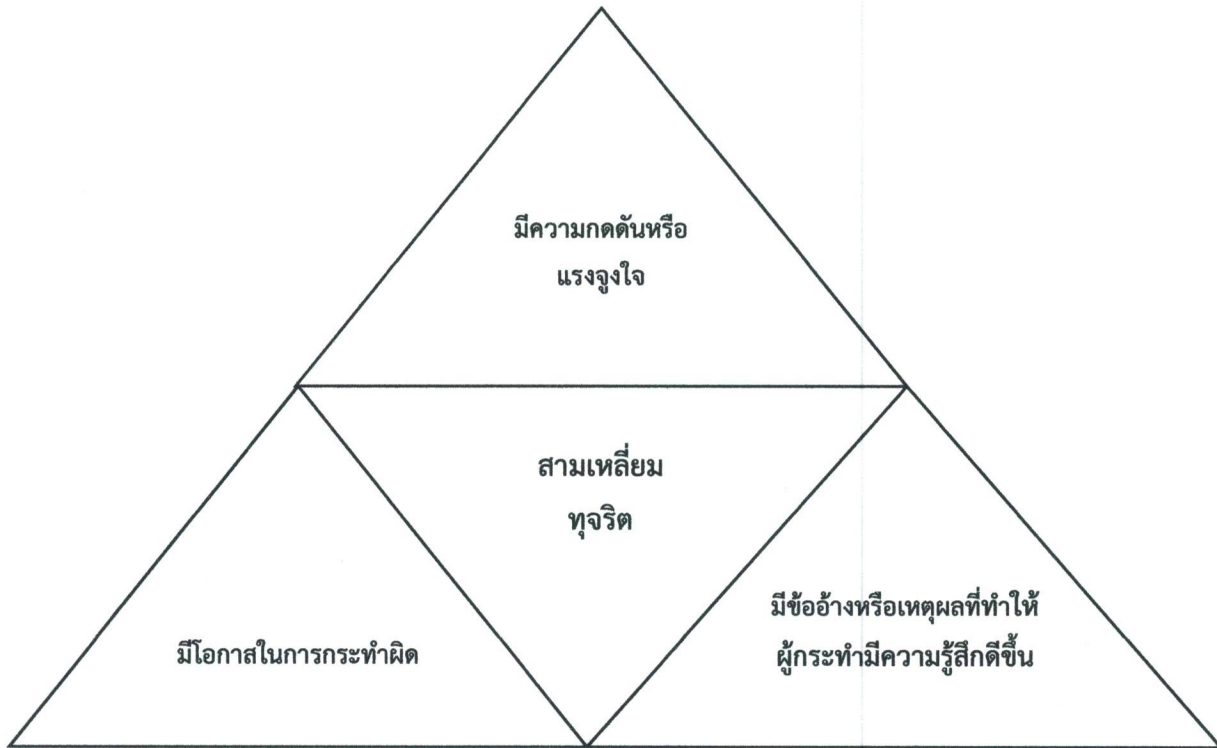 มีความกดดันหรือ
แรงจูงใจ
สามเหลี่ยม
ทุจริต
มีโอกาสในการกระทำผิด
มีข้ออ้างหรือเหตุผลที่ทำให้
ผู้กระทำมีความรู้สึกดีขึ้น